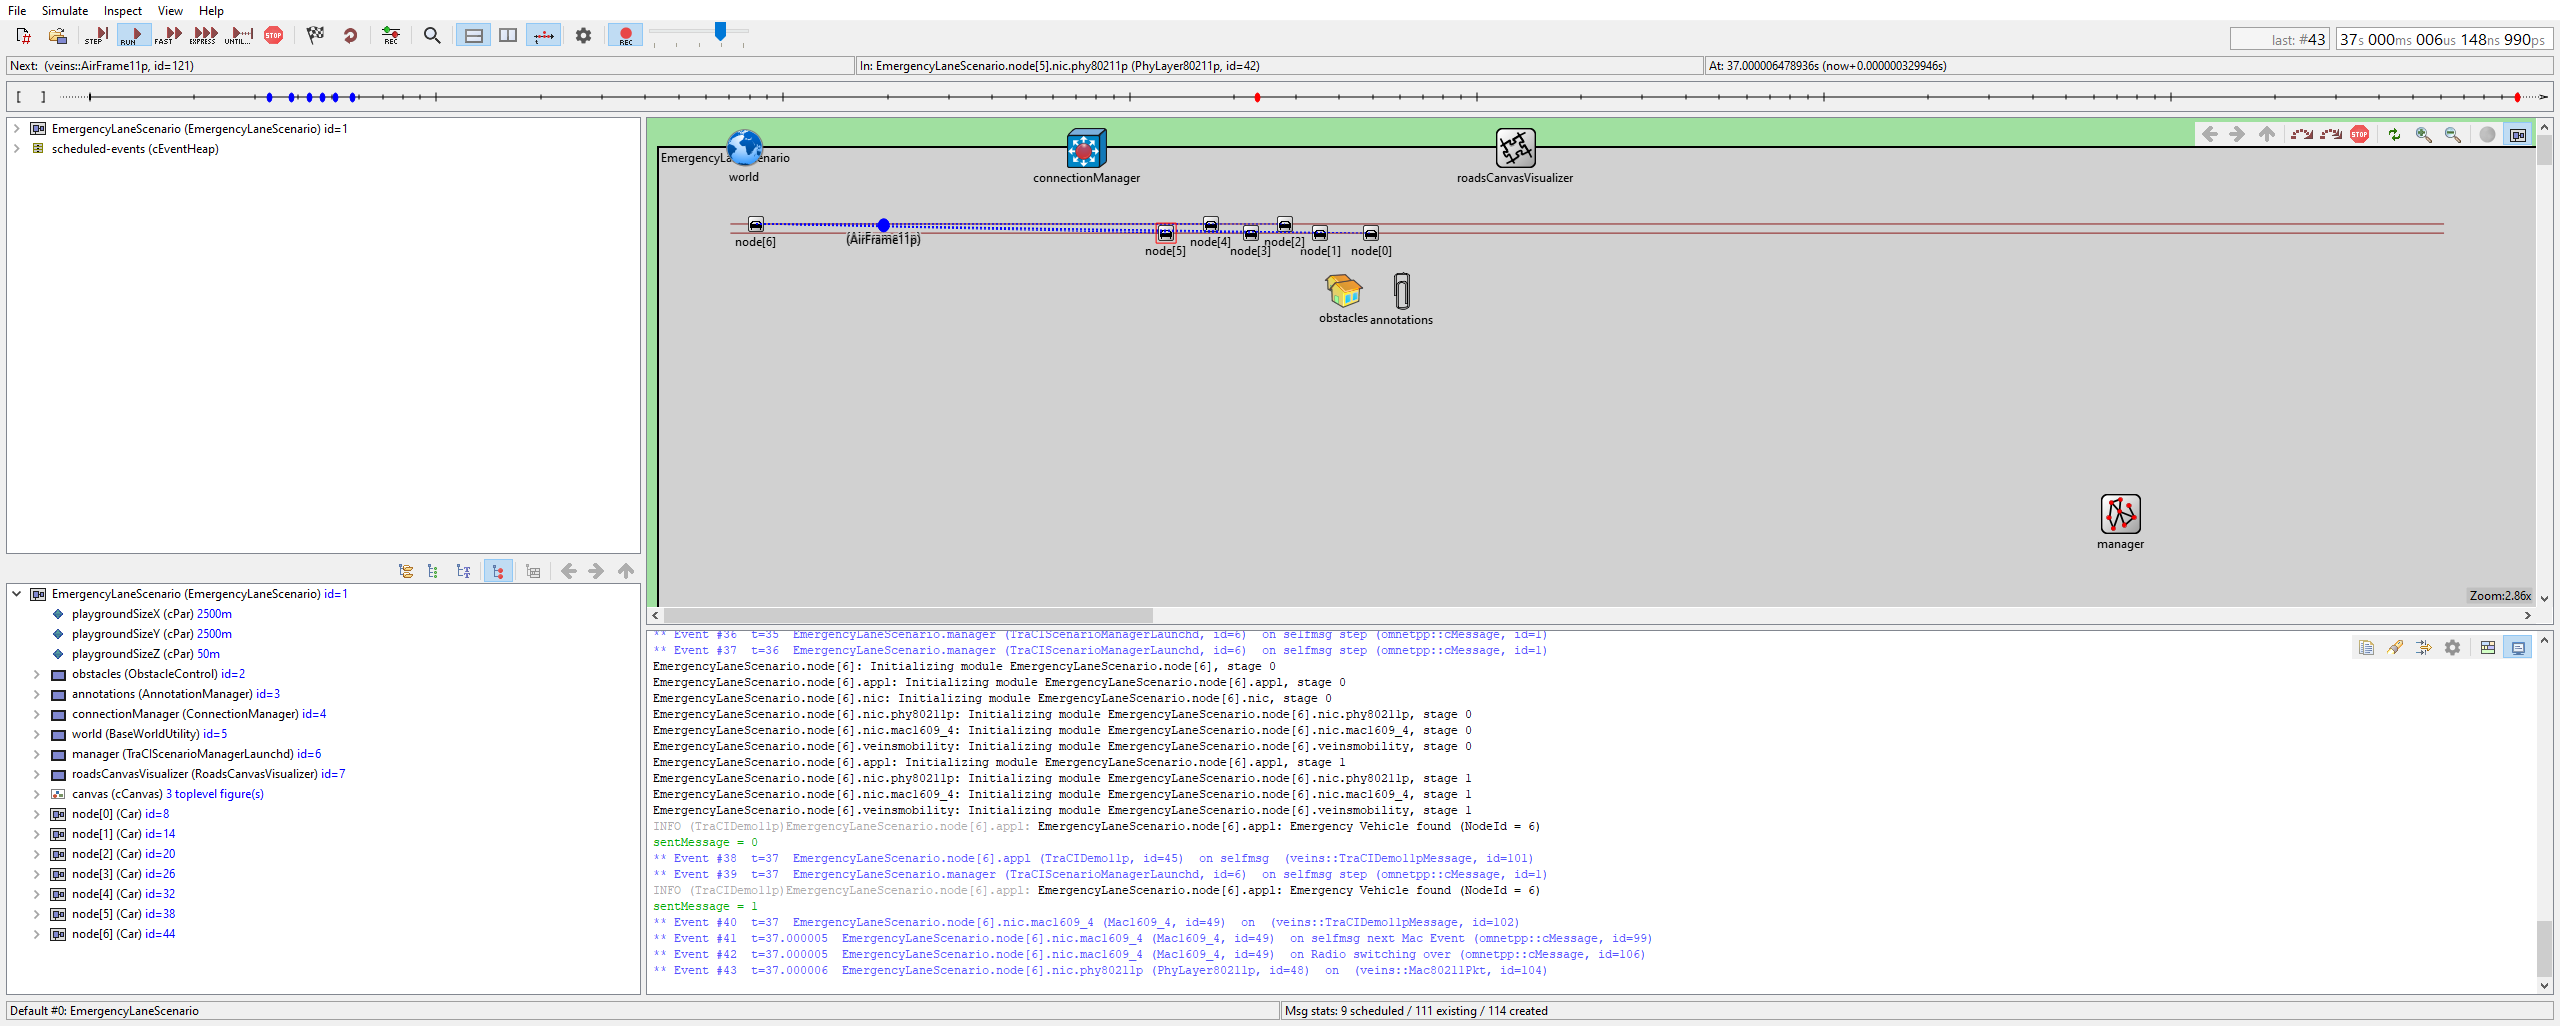 File Simulate Inspect View Help
STEP RUN FAST EXPRESS UNTIL... STOP REC REC
last: #43 37s 000ms 006us 148ns 990ps
Next: (veins::AirFrame11p, id=121) In: EmergencyLaneScenario.node[5].nic.phy80211p (PhyLayer80211p, id=42) At: 37.000006478936s (now+0.000000329946s)
EmergencyLaneScenario (EmergencyLaneScenario) id=1
scheduled-events (cEventHeap)
EmergencyLaneScenario (EmergencyLaneScenario) id=1
playgroundSizeX (cPar) 2500m
playgroundSizeY (cPar) 2500m
playgroundSizeZ (cPar) 50m
obstacles (ObstacleControl) id=2
annotations (AnnotationManager) id=3
connectionManager (ConnectionManager) id=4
world (BaseWorldUtility) id=5
manager (TraCIScenarioManagerLaunchd) id=6
roadsCanvasVisualizer (RoadsCanvasVisualizer) id=7
canvas (cCanvas) 3 toplevel figure(s)
node[0] (Car) id=8
node[1] (Car) id=14
node[2] (Car) id=20
node[3] (Car) id=26
node[4] (Car) id=32
node[5] (Car) id=38
node[6] (Car) id=44
STOP
world
connectionManager
roadsCanvasVisualizer
node[6]
(AirFrame11p)
node[5]
node[4]
node[3]
node[2]
node[1]
node[0]
obstacles
annotations
manager
Zoom:2.86x
** Event #36 t=35 EmergencyLaneScenario.manager (TraCIScenarioManagerLaunchd, id=6) on selfmsg step (omnetpp::cMessage, id=1)
** Event #37 t=36 EmergencyLaneScenario.manager (TraCIScenarioManagerLaunchd, id=6) on selfmsg step (omnetpp::cMessage, id=1)
EmergencyLaneScenario.node[6]: Initializing module EmergencyLaneScenario.node[6], stage 0
EmergencyLaneScenario.node[6].appl: Initializing module EmergencyLaneScenario.node[6].appl, stage 0
EmergencyLaneScenario.node[6].nic: Initializing module EmergencyLaneScenario.node[6].nic, stage 0
EmergencyLaneScenario.node[6].nic.phy80211p: Initializing module EmergencyLaneScenario.node[6].nic.phy80211p, stage 0
EmergencyLaneScenario.node[6].nic.mac1609_4: Initializing module EmergencyLaneScenario.node[6].nic.mac1609_4, stage 0
EmergencyLaneScenario.node[6].veinsmobility: Initializing module EmergencyLaneScenario.node[6].veinsmobility, stage 0
EmergencyLaneScenario.node[6].appl: Initializing module EmergencyLaneScenario.node[6].appl, stage 1
EmergencyLaneScenario.node[6].nic.phy80211p: Initializing module EmergencyLaneScenario.node[6].nic.phy80211p, stage 1
EmergencyLaneScenario.node[6].nic.mac1609_4: Initializing module EmergencyLaneScenario.node[6].nic.mac1609_4, stage 1
EmergencyLaneScenario.node[6].veinsmobility: Initializing module EmergencyLaneScenario.node[6].veinsmobility, stage 1
INFO (TraCIDemo11p)EmergencyLaneScenario.node[6].appl: EmergencyLaneScenario.node[6].appl: Emergency Vehicle found (NodeId = 6)
sentMessage = 0
** Event #38 t=37 EmergencyLaneScenario.node[6].appl (TraCIDemo11p, id=45) on selfmsg (veins::TraCIDemo11pMessage, id=101)
** Event #39 t=37 EmergencyLaneScenario.manager (TraCIScenarioManagerLaunchd, id=6) on selfmsg step (omnetpp::cMessage, id=1)
INFO (TraCIDemo11p)EmergencyLaneScenario.node[6].appl: EmergencyLaneScenario.node[6].appl: Emergency Vehicle found (NodeId = 6)
sentMessage = 1
** Event #40 t=37 EmergencyLaneScenario.node[6].nic.mac1609_4 (Mac1609_4, id=49) on (veins::TraCIDemo11pMessage, id=102)
** Event #41 t=37.000005 EmergencyLaneScenario.node[6].nic.mac1609_4 (Mac1609_4, id=49) on selfmsg next Mac Event (omnetpp::cMessage, id=99)
** Event #42 t=37.000005 EmergencyLaneScenario.node[6].nic.mac1609_4 (Mac1609_4, id=49) on Radio switching over (omnetpp::cMessage, id=106)
** Event #43 t=37.000006 EmergencyLaneScenario.node[6].nic.phy80211p (PhyLayer80211p, id=48) on (veins::Mac80211Pkt, id=104)
Default #0: EmergencyLaneScenario Msg stats: 9 scheduled / 111 existing / 114 created